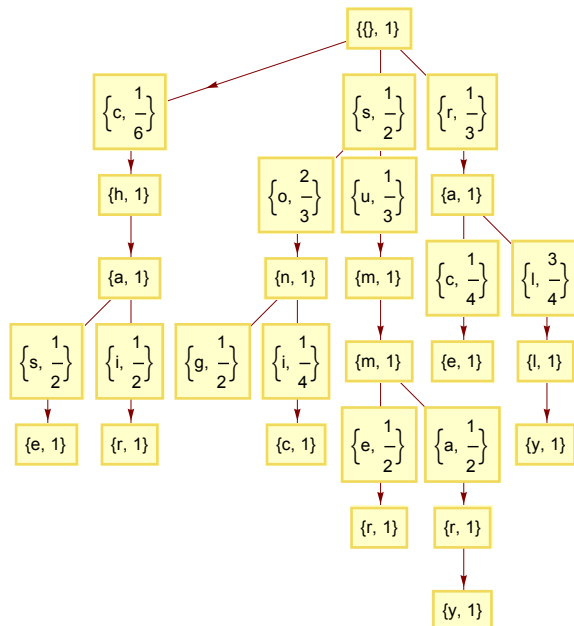 {{}, 1}
{c, 1/6}
{s, 1/2}
{r, 1/3}
{h, 1}
{o, 2/3}
{u, 1/3}
{a, 1}
{a, 1}
{n, 1}
{m, 1}
{c, 1/4}
{l, 3/4}
{s, 1/2}
{i, 1/2}
{g, 1/2}
{i, 1/4}
{m, 1}
{e, 1}
{l, 1}
{e, 1}
{r, 1}
{c, 1}
{e, 1/2}
{a, 1/2}
{y, 1}
{r, 1}
{r, 1}
{y, 1}